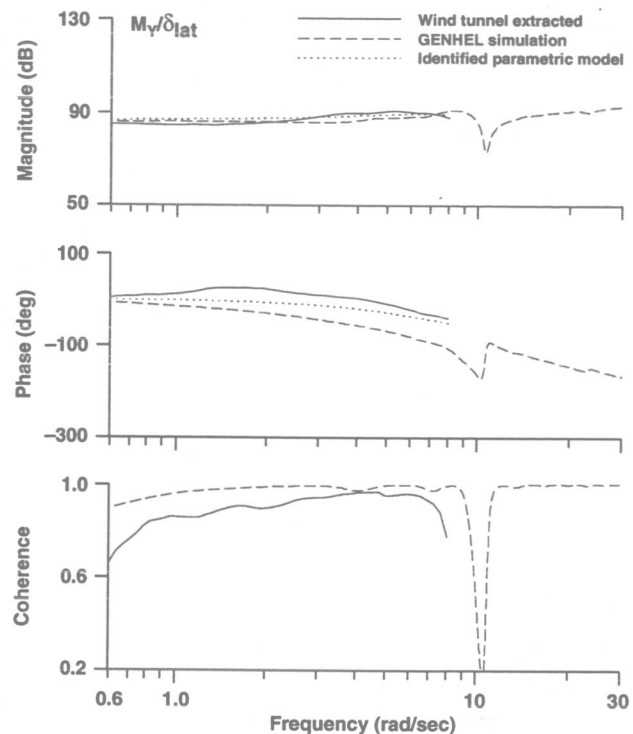 M_Y/δ_lat
Wind tunnel extracted
GENHEL simulation
Identified parametric model
Magnitude (dB)
130
90
50
Phase (deg)
100
–100
–300
Coherence
1.0
0.6
0.2
0.6 1.0 10 30
Frequency (rad/sec)